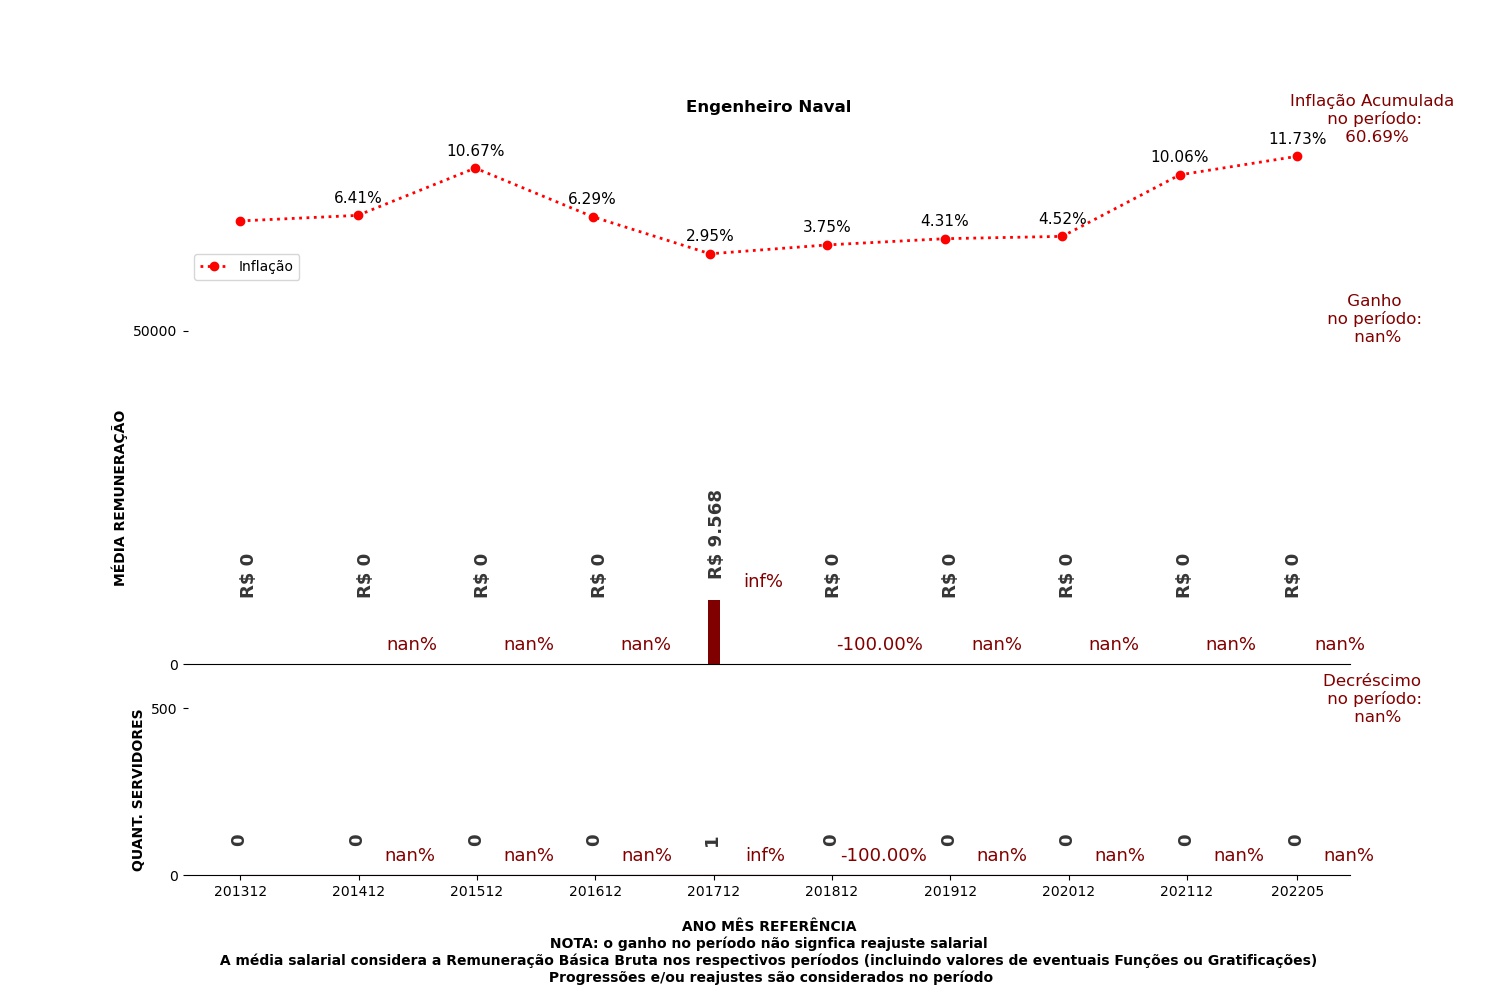 Engenheiro Naval
Inflação Acumulada
no período:
60.69%
6.41%
10.67%
6.29%
2.95%
3.75%
4.31%
4.52%
10.06%
11.73%
Inflação
Ganho
no período:
nan%
MÉDIA REMUNERAÇÃO
50000
0
R$ 0
R$ 0
R$ 0
R$ 0
R$ 9.568
R$ 0
R$ 0
R$ 0
R$ 0
R$ 0
nan%
nan%
nan%
inf%
-100.00%
nan%
nan%
nan%
nan%
Decréscimo
no período:
nan%
QUANT. SERVIDORES
500
0
0
0
0
0
1
0
0
0
0
0
nan%
nan%
nan%
inf%
-100.00%
nan%
nan%
nan%
nan%
201312
201412
201512
201612
201712
201812
201912
202012
202112
202205
ANO MÊS REFERÊNCIA
NOTA: o ganho no período não signfica reajuste salarial
A média salarial considera a Remuneração Básica Bruta nos respectivos períodos (incluindo valores de eventuais Funções ou Gratificações)
Progressões e/ou reajustes são considerados no período